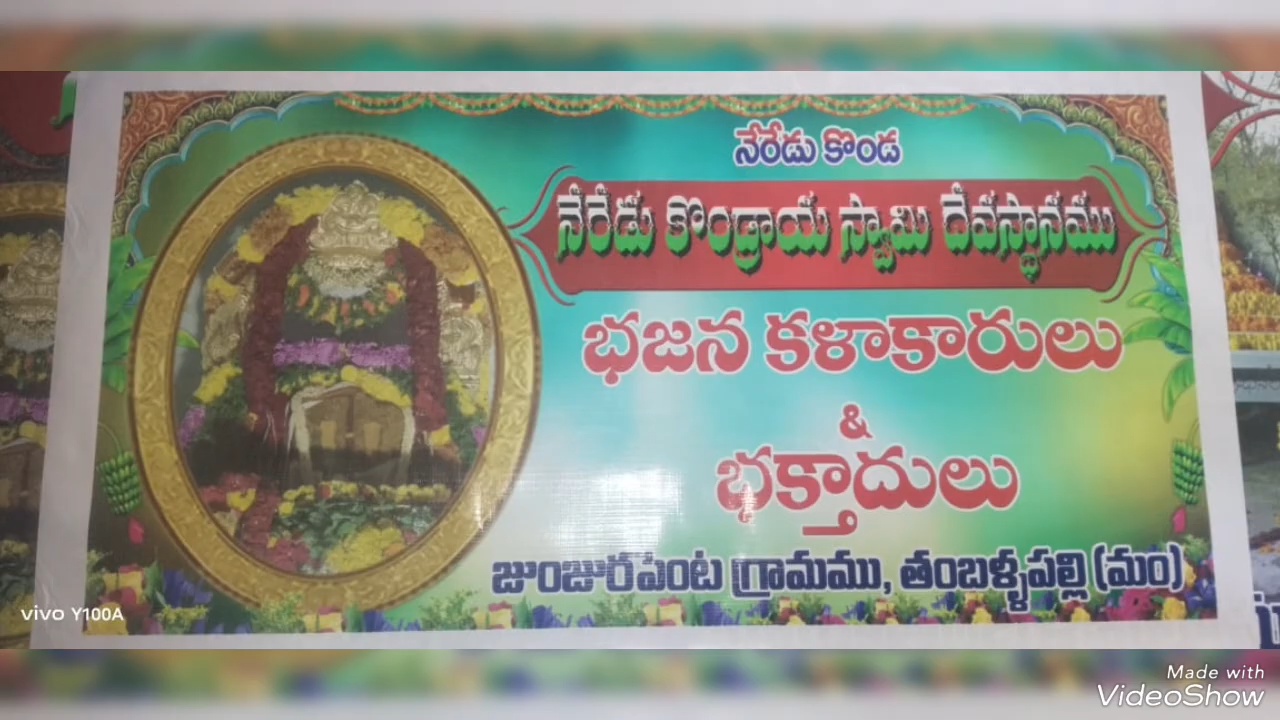 నేరేడు కొండ
నేరేడు కొండ్రాయ స్వామి దేవస్థానము
భజన కళాకారులు
&
భక్తాదులు
జుంజురపెంట గ్రామము, తంబళ్ళపల్లి (మం)
vivo Y100A
Made with
VideoShow